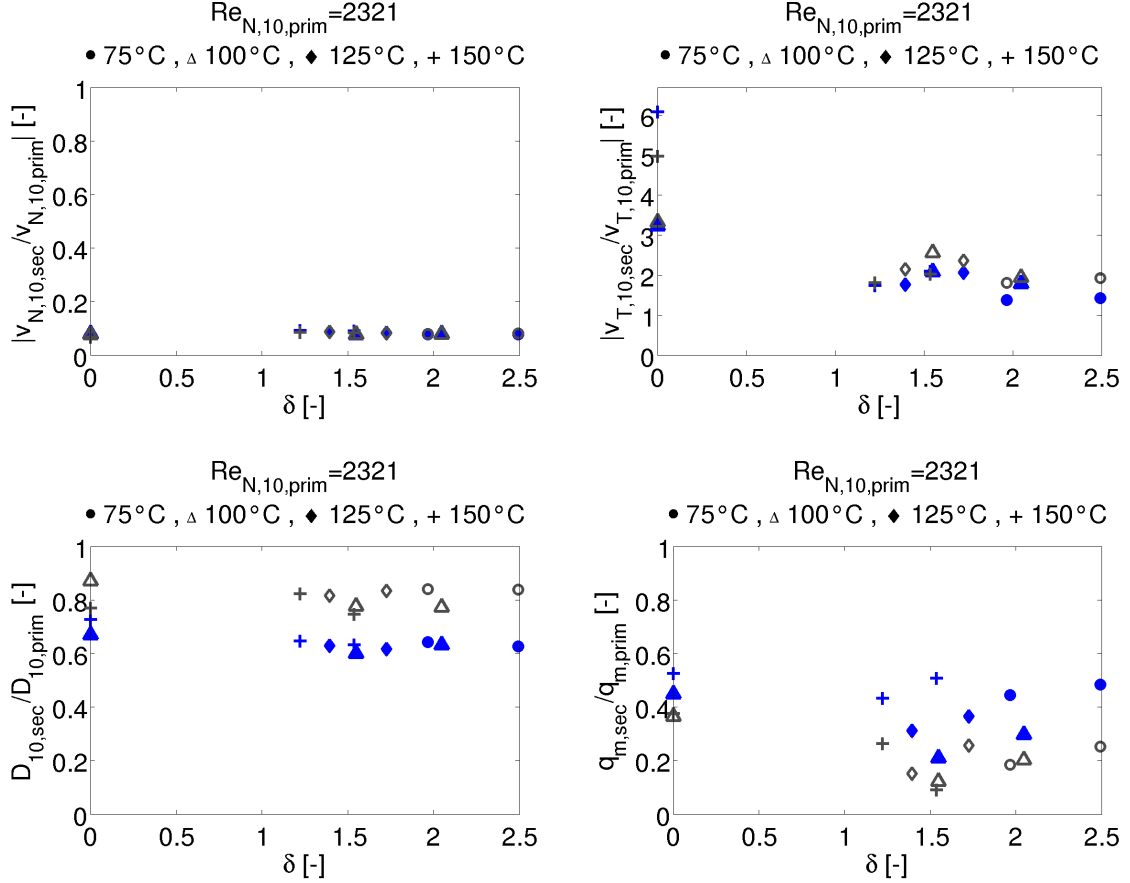 Re_N,10,prim=2321
● 75°C , △ 100°C , ◆ 125°C , + 150°C
|v_N,10,sec/v_N,10,prim| [-]
1
0.8
0.6
0.4
0.2
0
0 0.5 1 1.5 2 2.5
δ [-]
Re_N,10,prim=2321
● 75°C , △ 100°C , ◆ 125°C , + 150°C
|v_T,10,sec/v_T,10,prim| [-]
6
5
4
3
2
1
0
0 0.5 1 1.5 2 2.5
δ [-]
Re_N,10,prim=2321
● 75°C , △ 100°C , ◆ 125°C , + 150°C
D_10,sec/D_10,prim [-]
1
0.8
0.6
0.4
0.2
0
0 0.5 1 1.5 2 2.5
δ [-]
Re_N,10,prim=2321
● 75°C , △ 100°C , ◆ 125°C , + 150°C
q_m,sec/q_m,prim [-]
1
0.8
0.6
0.4
0.2
0
0 0.5 1 1.5 2 2.5
δ [-]